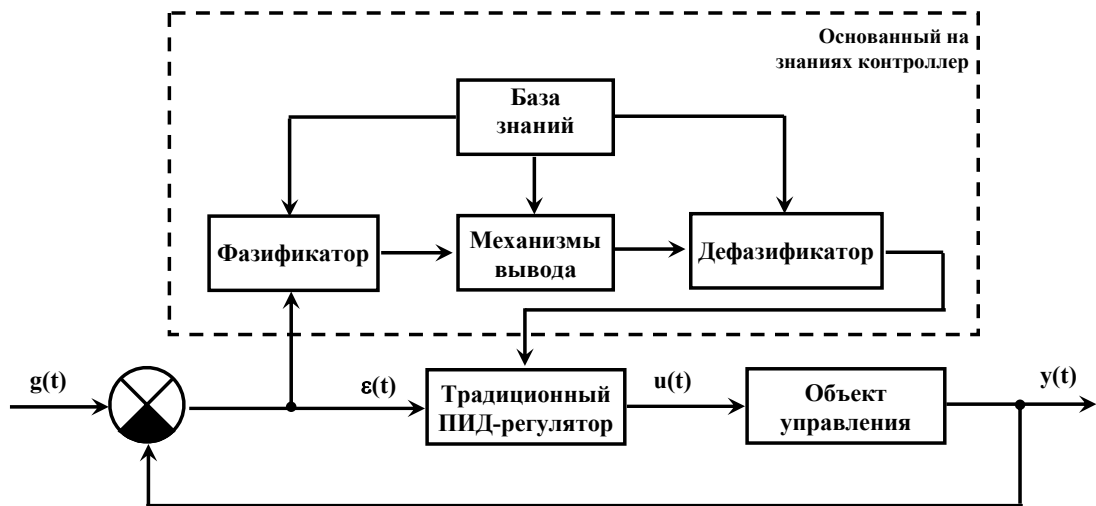 Основанный на
знаниях контроллер
База
знаний
Фазификатор
Механизмы
вывода
Дефазификатор
g(t)
ε(t)
Традиционный
ПИД-регулятор
u(t)
Объект
управления
y(t)